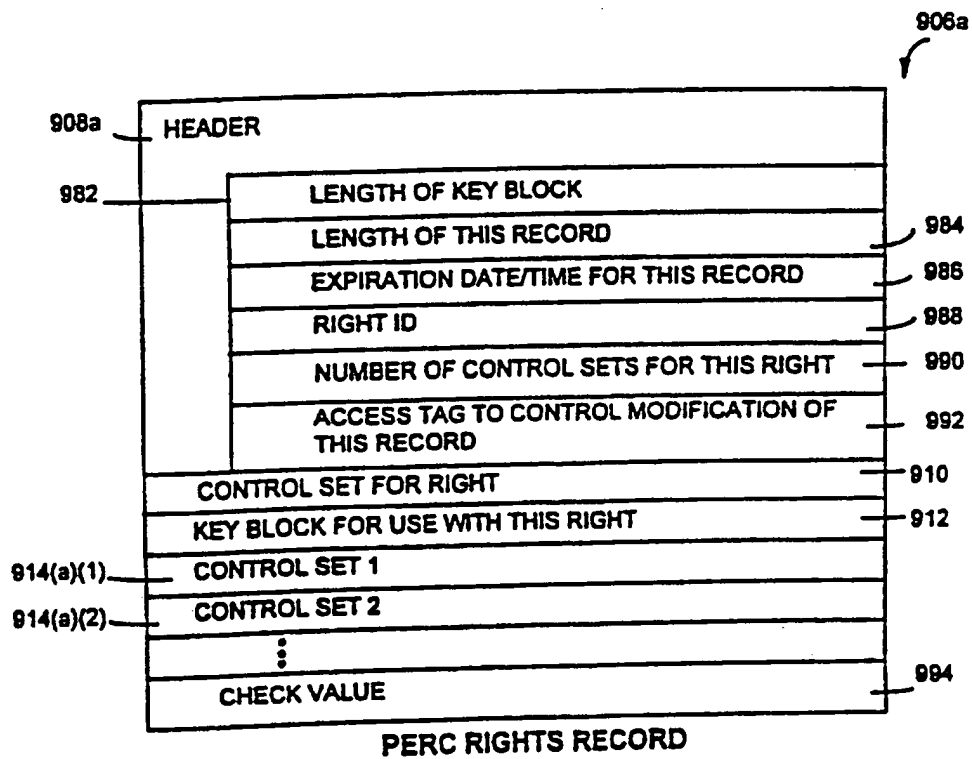 906a
908a HEADER
982 LENGTH OF KEY BLOCK
LENGTH OF THIS RECORD 984
EXPIRATION DATE/TIME FOR THIS RECORD 986
RIGHT ID 988
NUMBER OF CONTROL SETS FOR THIS RIGHT 990
ACCESS TAG TO CONTROL MODIFICATION OF
THIS RECORD 992
CONTROL SET FOR RIGHT 910
KEY BLOCK FOR USE WITH THIS RIGHT 912
914(a)(1) CONTROL SET 1
914(a)(2) CONTROL SET 2
CHECK VALUE 994
PERC RIGHTS RECORD